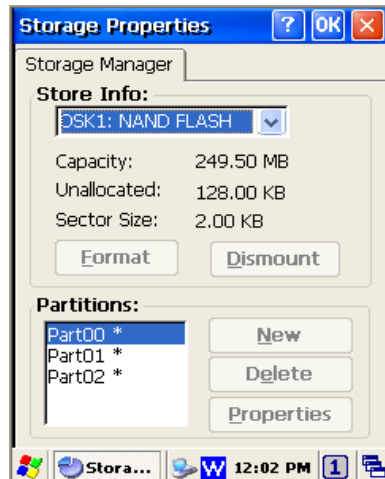 Storage Properties ? OK ×
Storage Manager
Store Info:
DSK1: NAND FLASH
Capacity: 249.50 MB
Unallocated: 128.00 KB
Sector Size: 2.00 KB
Format Dismount
Partitions:
Part00 *
Part01 *
Part02 *
New
Delete
Properties
Stora... W 12:02 PM 1